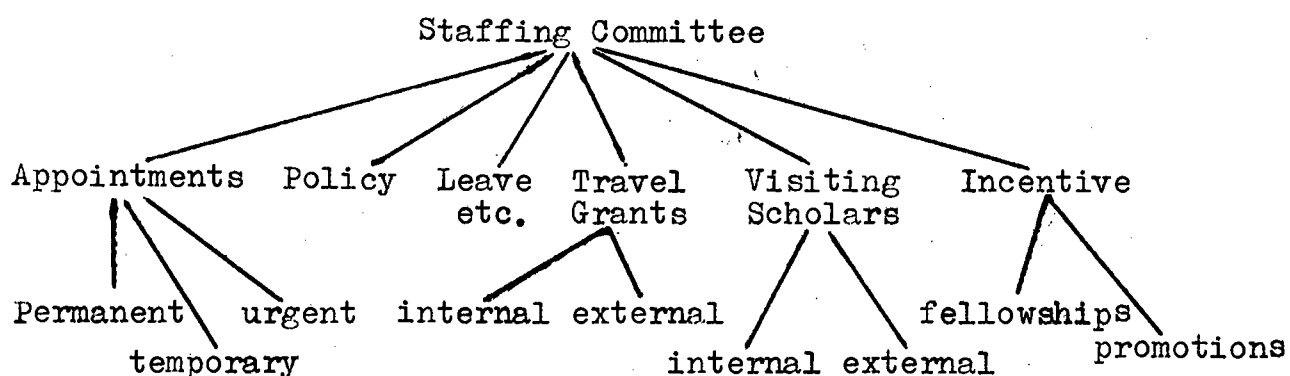 Staffing Committee
Appointments Policy Leave Travel Visiting Incentive
etc. Grants Scholars
Permanent urgent internal external fellowships
temporary internal external promotions